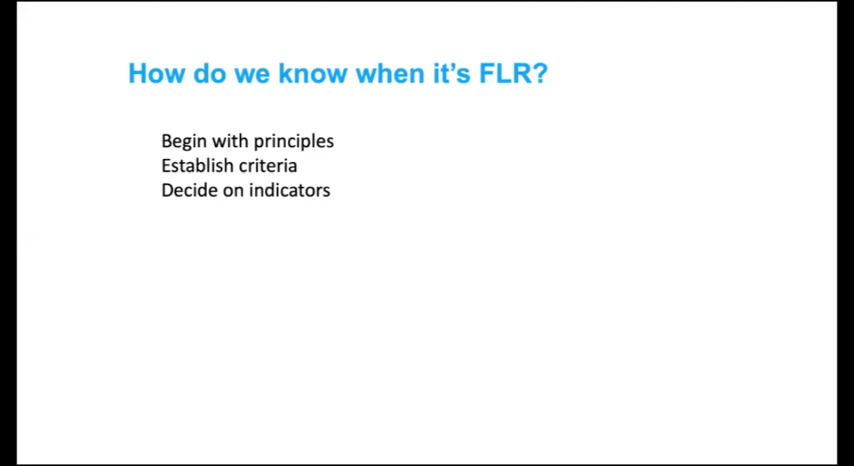 How do we know when it’s FLR?
Begin with principles
Establish criteria
Decide on indicators